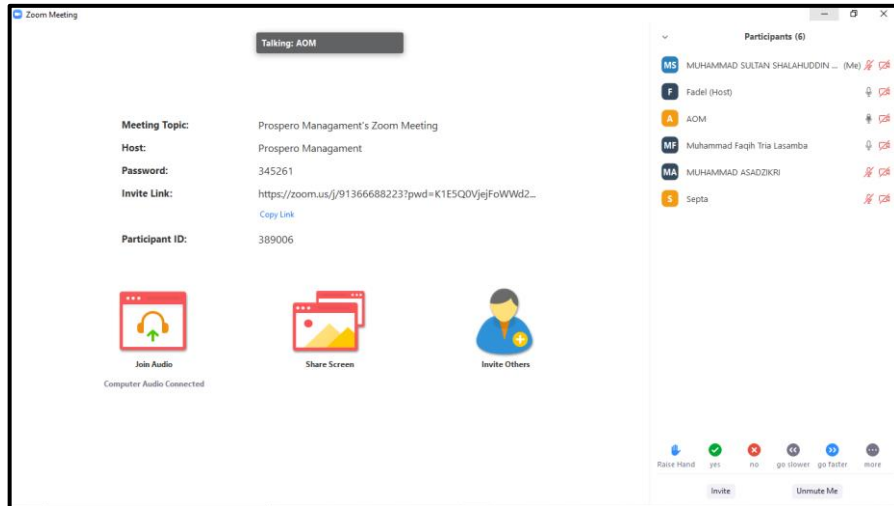 Zoom Meeting
Talking: AOM
Meeting Topic: Prospero Managament's Zoom Meeting
Host: Prospero Managament
Password: 345261
Invite Link: https://zoom.us/j/91366688223?pwd=K1E5Q0VjejFoWWd2...
Copy Link
Participant ID: 389006
Join Audio
Share Screen
Invite Others
Computer Audio Connected
Participants (6)
MS MUHAMMAD SULTAN SHALAHUDDIN ... (Me)
F Fadel (Host)
A AOM
MF Muhammad Faqih Tria Lasamba
MA MUHAMMAD ASADZIKRI
S Septa
Raise Hand yes no go slower go faster more
Invite Unmute Me